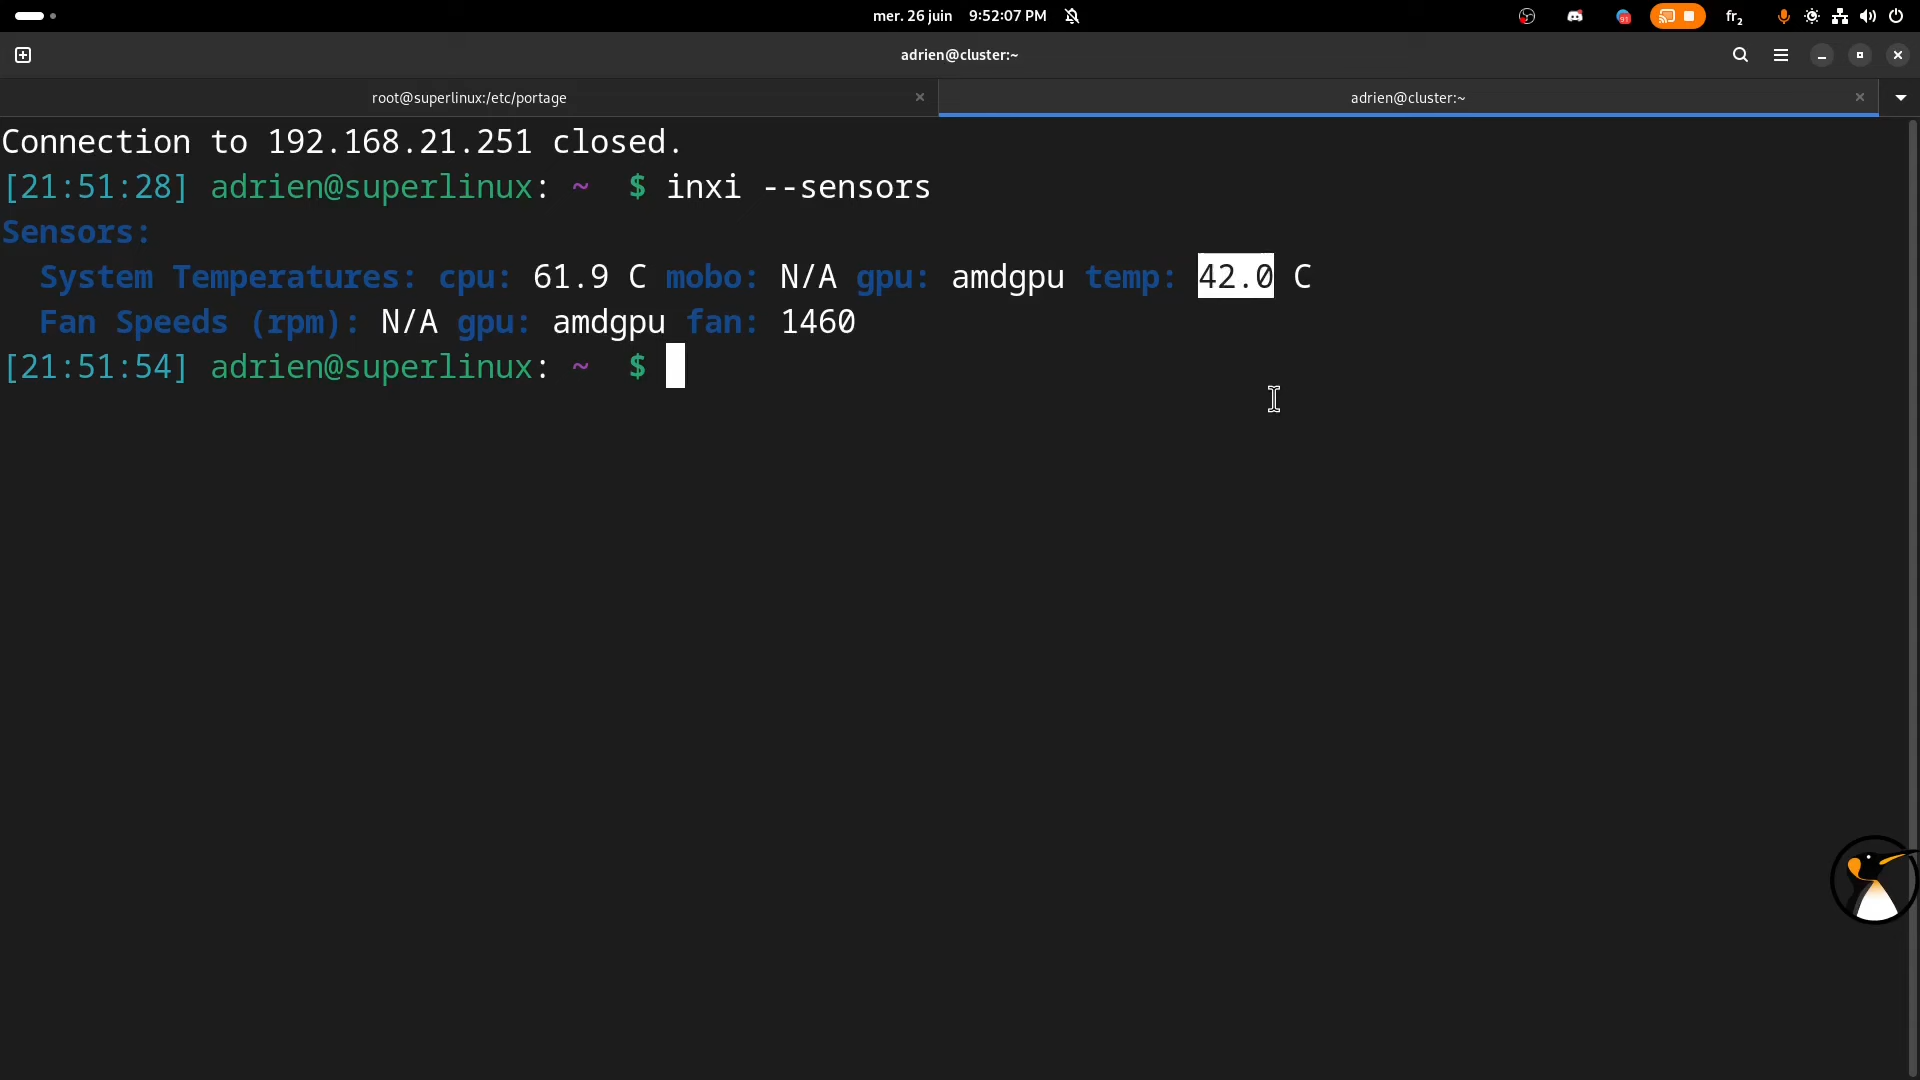 mer. 26 juin 9:52:07 PM fr₂
adrien@cluster:~
root@superlinux:/etc/portage adrien@cluster:~
Connection to 192.168.21.251 closed.
[21:51:28] adrien@superlinux: ~ $ inxi --sensors
Sensors:
System Temperatures: cpu: 61.9 C mobo: N/A gpu: amdgpu temp: 42.0 C
Fan Speeds (rpm): N/A gpu: amdgpu fan: 1460
[21:51:54] adrien@superlinux: ~ $